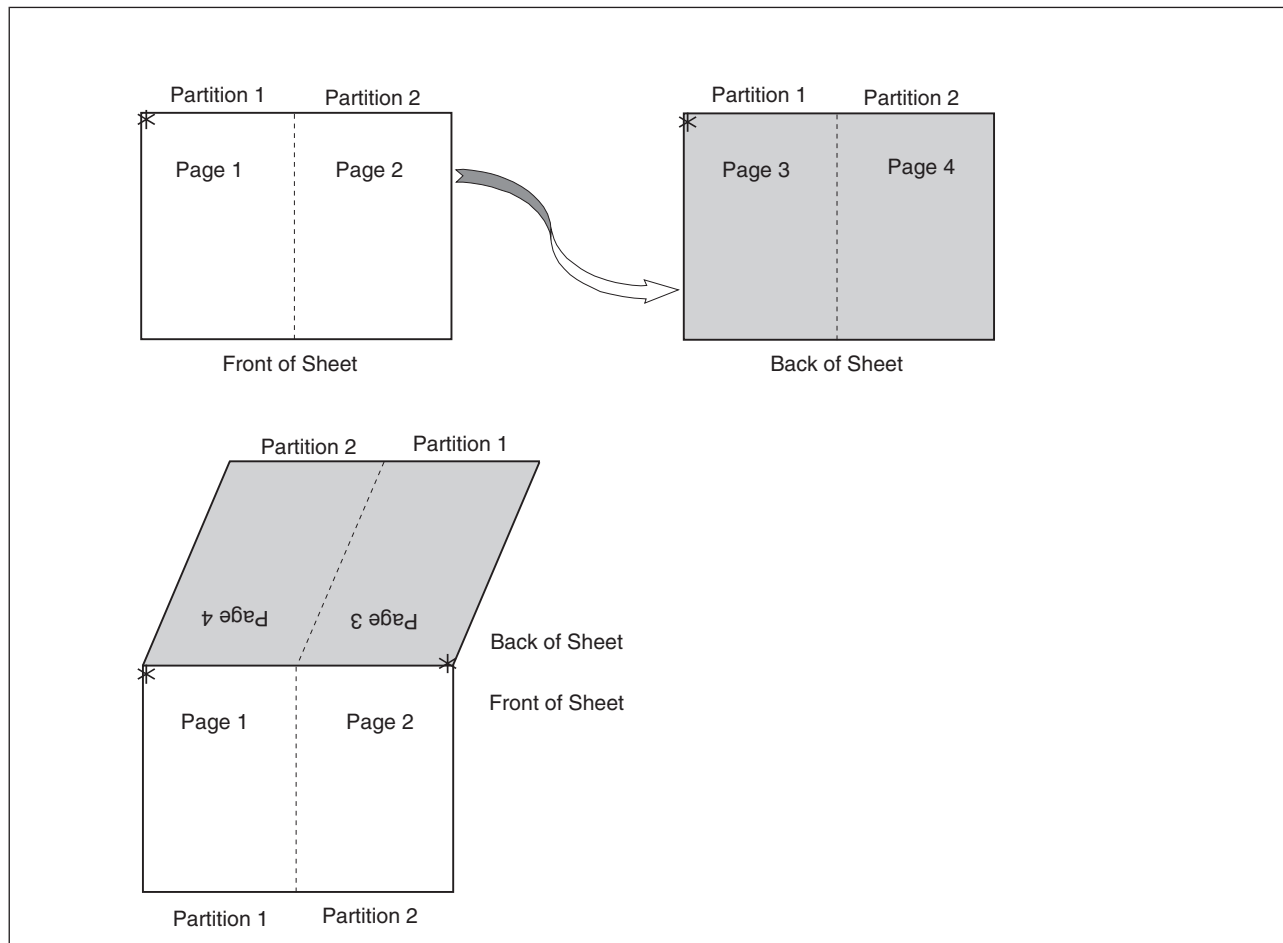 Partition 1 Partition 2
Page 1 Page 2
Front of Sheet
Partition 1 Partition 2
Page 3 Page 4
Back of Sheet
Partition 2 Partition 1
Page 4 Page 3
Back of Sheet
Front of Sheet
Page 1 Page 2
Partition 1 Partition 2